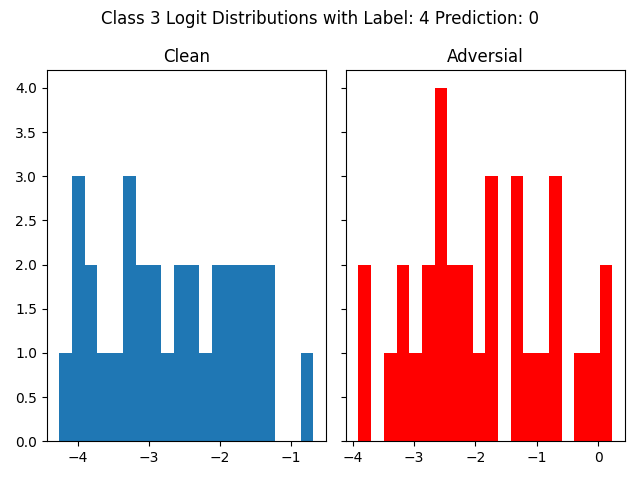 Class 3 Logit Distributions with Label: 4 Prediction: 0
Clean
Adversial
4.0
3.5
3.0
2.5
2.0
1.5
1.0
0.5
0.0
−4 −3 −2 −1
−4 −3 −2 −1 0